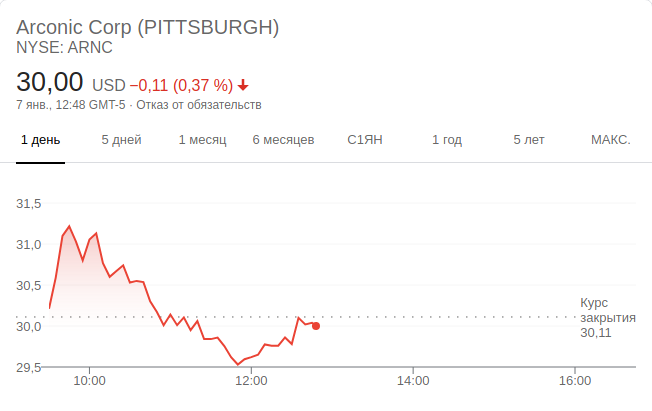 Arconic Corp (PITTSBURGH)
NYSE: ARNC
30,00 USD −0,11 (0,37 %)
7 янв., 12:48 GMT-5 · Отказ от обязательств
1 день 5 дней 1 месяц 6 месяцев С1ЯН 1 год 5 лет МАКС.
31,5
31,0
30,5
Курс
закрытия
30,11
30,0
29,5
10:00 12:00 14:00 16:00